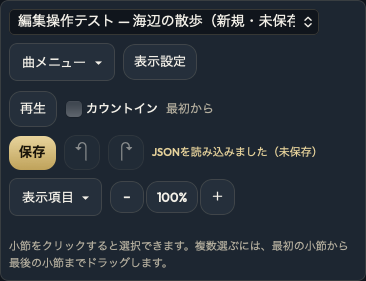 編集操作テスト — 海辺の散歩（新規・未保存
曲メニュー 表示設定
再生 カウントイン 最初から
保存 JSONを読み込みました（未保存）
表示項目 - 100% +
小節をクリックすると選択できます。複数選ぶには、最初の小節から
最後の小節までドラッグします。